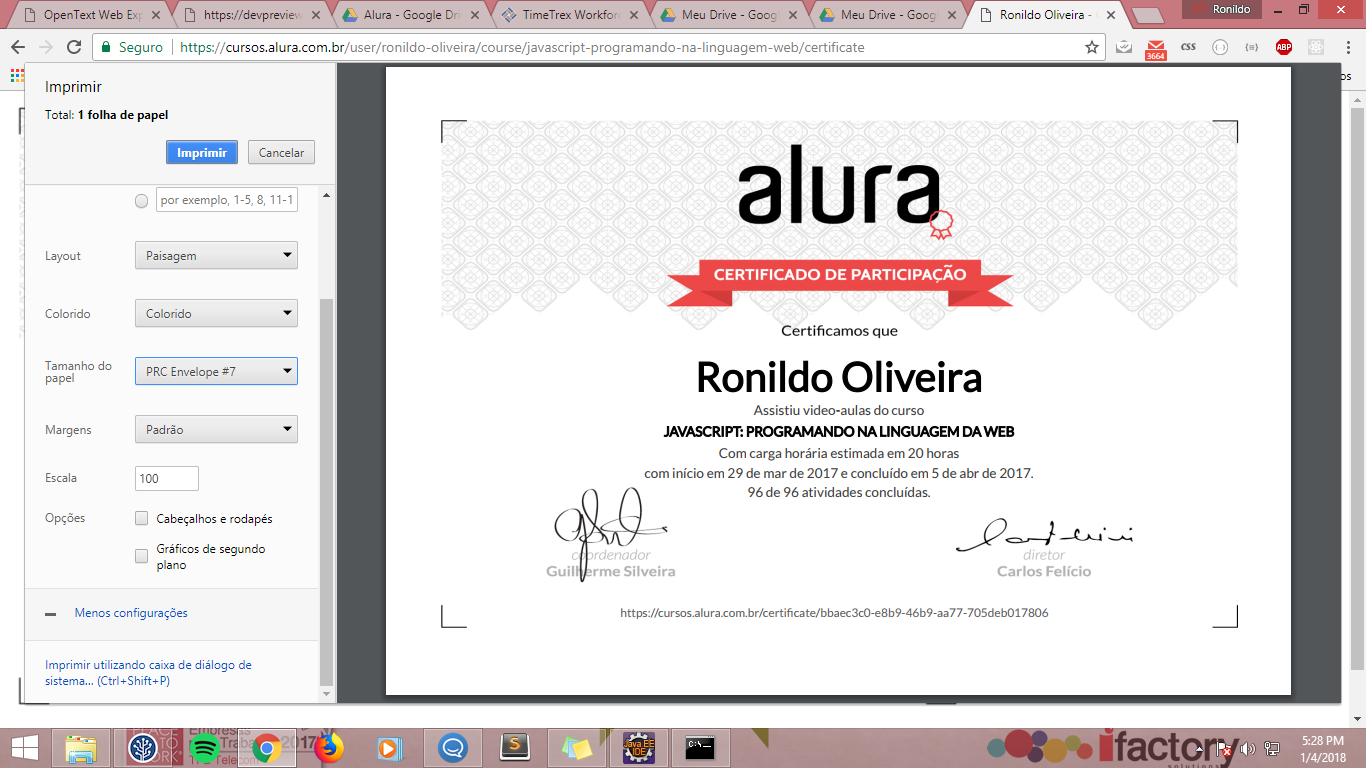 OpenText Web Exp
https://devpreview
Alura - Google Dri
TimeTrex Workfor
Meu Drive - Goog
Meu Drive - Goog
Ronildo Oliveira -
Ronildo
Seguro
https://cursos.alura.com.br/user/ronildo-oliveira/course/javascript-programando-na-linguagem-web/certificate
3664
css
ABP
os
Imprimir
Total: 1 folha de papel
Imprimir
Cancelar
por exemplo, 1-5, 8, 11-1
Layout
Paisagem
Colorido
Colorido
Tamanho do
papel
PRC Envelope #7
Margens
Padrão
Escala
100
Opções
Cabeçalhos e rodapés
Gráficos de segundo
plano
Menos configurações
Imprimir utilizando caixa de diálogo de
sistema... (Ctrl+Shift+P)
alura
CERTIFICADO DE PARTICIPAÇÃO
Certificamos que
Ronildo Oliveira
Assistiu video-aulas do curso
JAVASCRIPT: PROGRAMANDO NA LINGUAGEM DA WEB
Com carga horária estimada em 20 horas
com início em 29 de mar de 2017 e concluído em 5 de abr de 2017.
96 de 96 atividades concluídas.
coordenador
Guilherme Silveira
diretor
Carlos Felício
https://cursos.alura.com.br/certificate/bbaec3c0-e8b9-46b9-aa77-705deb017806
2017
Java EE
IDE
C:\
ifactory
solutions
5:28 PM
1/4/2018